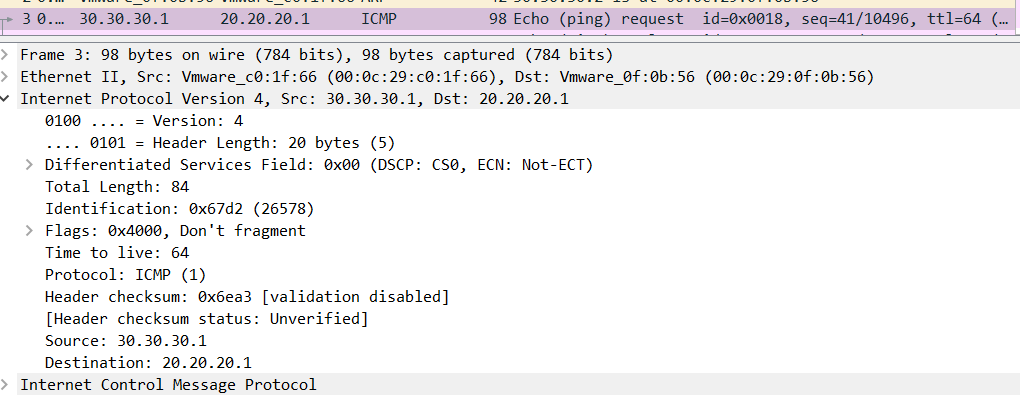 3 0... 30.30.30.1 20.20.20.1 ICMP 98 Echo (ping) request id=0x0018, seq=41/10496, ttl=64 (...
Frame 3: 98 bytes on wire (784 bits), 98 bytes captured (784 bits)
Ethernet II, Src: Vmware_c0:1f:66 (00:0c:29:c0:1f:66), Dst: Vmware_0f:0b:56 (00:0c:29:0f:0b:56)
Internet Protocol Version 4, Src: 30.30.30.1, Dst: 20.20.20.1
0100 .... = Version: 4
.... 0101 = Header Length: 20 bytes (5)
Differentiated Services Field: 0x00 (DSCP: CS0, ECN: Not-ECT)
Total Length: 84
Identification: 0x67d2 (26578)
Flags: 0x4000, Don't fragment
Time to live: 64
Protocol: ICMP (1)
Header checksum: 0x6ea3 [validation disabled]
[Header checksum status: Unverified]
Source: 30.30.30.1
Destination: 20.20.20.1
Internet Control Message Protocol